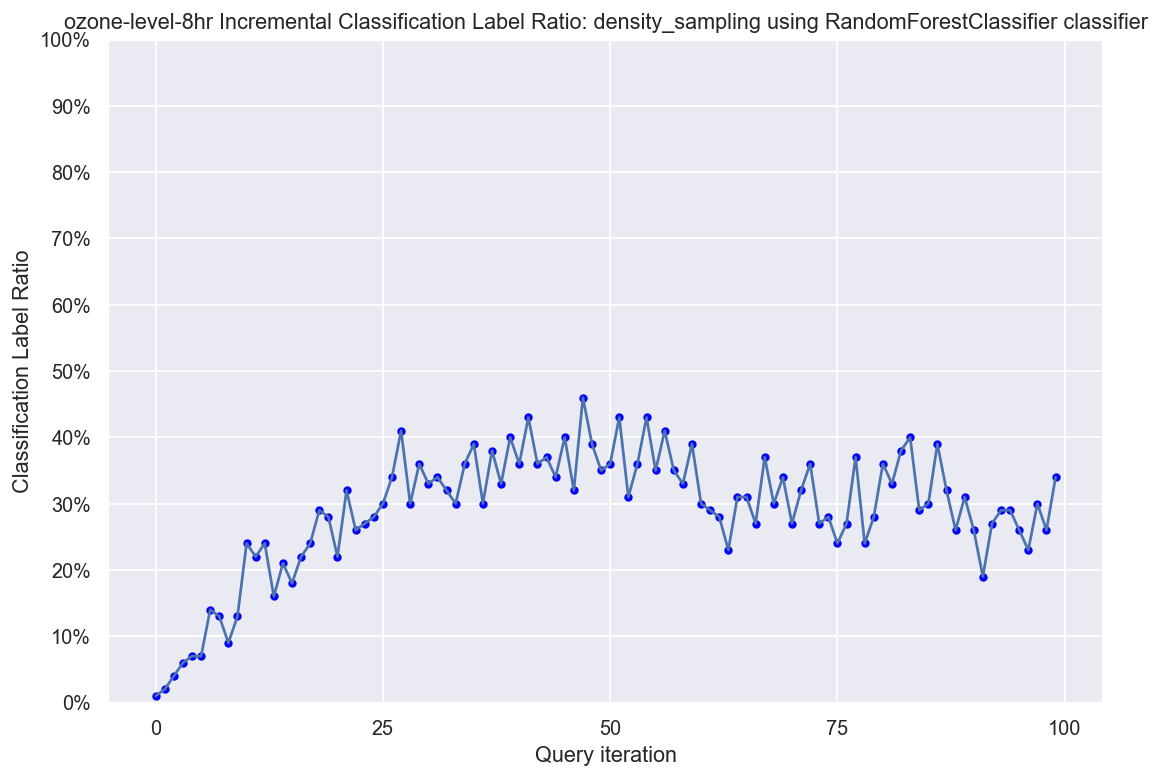 ozone-level-8hr Incremental Classification Label Ratio: density_sampling using RandomForestClassifier classifier
100%
90%
80%
70%
60%
50%
40%
30%
20%
10%
0%
Classification Label Ratio
0 25 50 75 100
Query iteration